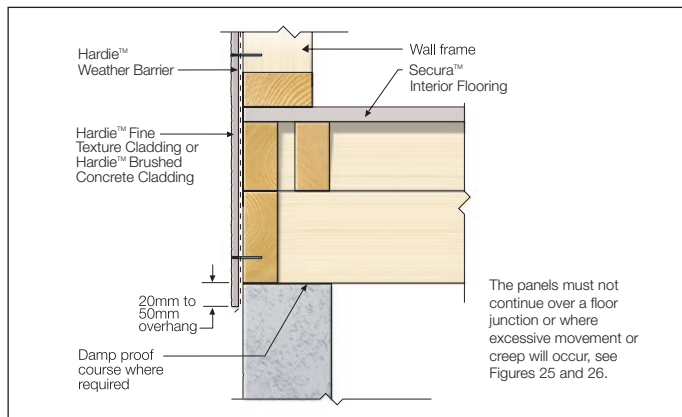 Hardie™
Weather Barrier
Wall frame
Secura™
Interior Flooring
Hardie™ Fine
Texture Cladding or
Hardie™ Brushed
Concrete Cladding
20mm to
50mm
overhang
Damp proof
course where
required
The panels must not
continue over a floor
junction or where
excessive movement or
creep will occur, see
Figures 25 and 26.